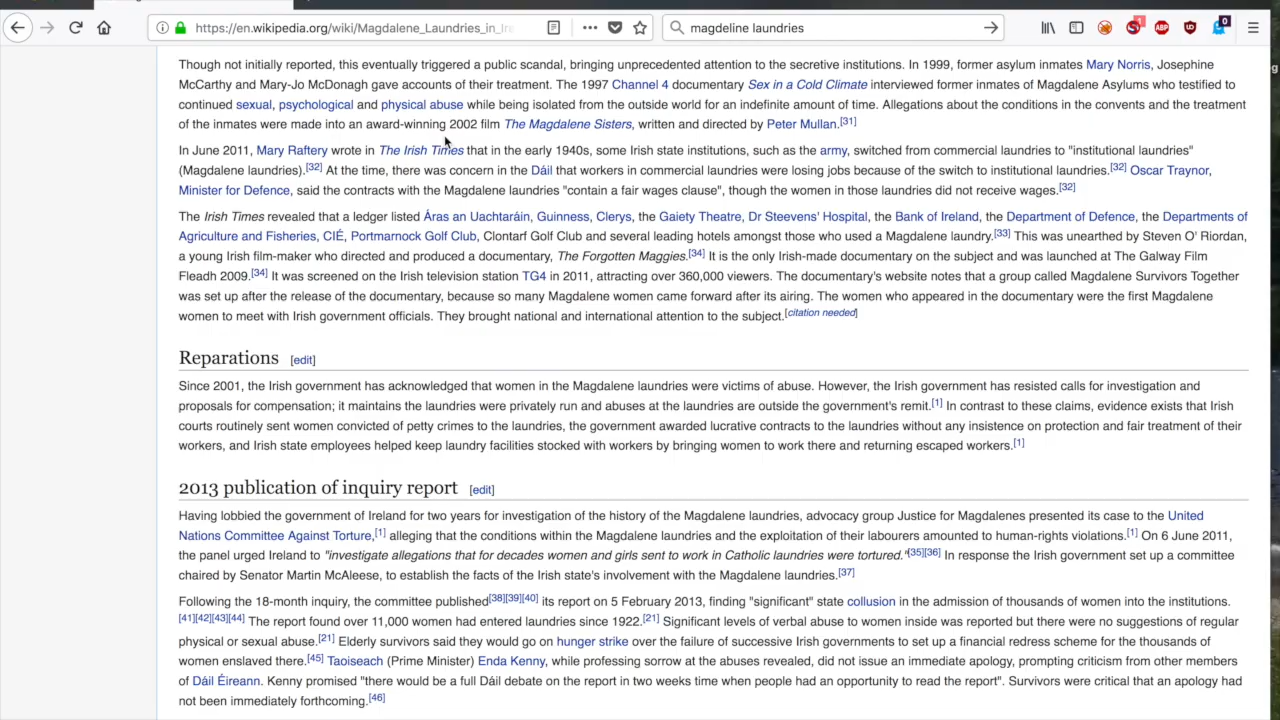 https://en.wikipedia.org/wiki/Magdalene_Laundries_in_Ire
magdeline laundries
1
ABP
0
Though not initially reported, this eventually triggered a public scandal, bringing unprecedented attention to the secretive institutions. In 1999, former asylum inmates Mary Norris, Josephine
McCarthy and Mary-Jo McDonagh gave accounts of their treatment. The 1997 Channel 4 documentary Sex in a Cold Climate interviewed former inmates of Magdalene Asylums who testified to
continued sexual, psychological and physical abuse while being isolated from the outside world for an indefinite amount of time. Allegations about the conditions in the convents and the treatment
of the inmates were made into an award-winning 2002 film The Magdalene Sisters, written and directed by Peter Mullan.[31]
In June 2011, Mary Raftery wrote in The Irish Times that in the early 1940s, some Irish state institutions, such as the army, switched from commercial laundries to "institutional laundries"
(Magdalene laundries).[32] At the time, there was concern in the Dáil that workers in commercial laundries were losing jobs because of the switch to institutional laundries.[32] Oscar Traynor,
Minister for Defence, said the contracts with the Magdalene laundries "contain a fair wages clause", though the women in those laundries did not receive wages.[32]
The Irish Times revealed that a ledger listed Áras an Uachtaráin, Guinness, Clerys, the Gaiety Theatre, Dr Steevens' Hospital, the Bank of Ireland, the Department of Defence, the Departments of
Agriculture and Fisheries, CIÉ, Portmarnock Golf Club, Clontarf Golf Club and several leading hotels amongst those who used a Magdalene laundry.[33] This was unearthed by Steven O' Riordan,
a young Irish film-maker who directed and produced a documentary, The Forgotten Maggies.[34] It is the only Irish-made documentary on the subject and was launched at The Galway Film
Fleadh 2009.[34] It was screened on the Irish television station TG4 in 2011, attracting over 360,000 viewers. The documentary's website notes that a group called Magdalene Survivors Together
was set up after the release of the documentary, because so many Magdalene women came forward after its airing. The women who appeared in the documentary were the first Magdalene
women to meet with Irish government officials. They brought national and international attention to the subject.[citation needed]
Reparations [edit]
Since 2001, the Irish government has acknowledged that women in the Magdalene laundries were victims of abuse. However, the Irish government has resisted calls for investigation and
proposals for compensation; it maintains the laundries were privately run and abuses at the laundries are outside the government's remit.[1] In contrast to these claims, evidence exists that Irish
courts routinely sent women convicted of petty crimes to the laundries, the government awarded lucrative contracts to the laundries without any insistence on protection and fair treatment of their
workers, and Irish state employees helped keep laundry facilities stocked with workers by bringing women to work there and returning escaped workers.[1]
2013 publication of inquiry report [edit]
Having lobbied the government of Ireland for two years for investigation of the history of the Magdalene laundries, advocacy group Justice for Magdalenes presented its case to the United
Nations Committee Against Torture,[1] alleging that the conditions within the Magdalene laundries and the exploitation of their labourers amounted to human-rights violations.[1] On 6 June 2011,
the panel urged Ireland to "investigate allegations that for decades women and girls sent to work in Catholic laundries were tortured."[35][36] In response the Irish government set up a committee
chaired by Senator Martin McAleese, to establish the facts of the Irish state's involvement with the Magdalene laundries.[37]
Following the 18-month inquiry, the committee published[38][39][40] its report on 5 February 2013, finding "significant" state collusion in the admission of thousands of women into the institutions.
[41][42][43][44] The report found over 11,000 women had entered laundries since 1922.[21] Significant levels of verbal abuse to women inside was reported but there were no suggestions of regular
physical or sexual abuse.[21] Elderly survivors said they would go on hunger strike over the failure of successive Irish governments to set up a financial redress scheme for the thousands of
women enslaved there.[45] Taoiseach (Prime Minister) Enda Kenny, while professing sorrow at the abuses revealed, did not issue an immediate apology, prompting criticism from other members
of Dáil Éireann. Kenny promised "there would be a full Dáil debate on the report in two weeks time when people had an opportunity to read the report". Survivors were critical that an apology had
not been immediately forthcoming.[46]